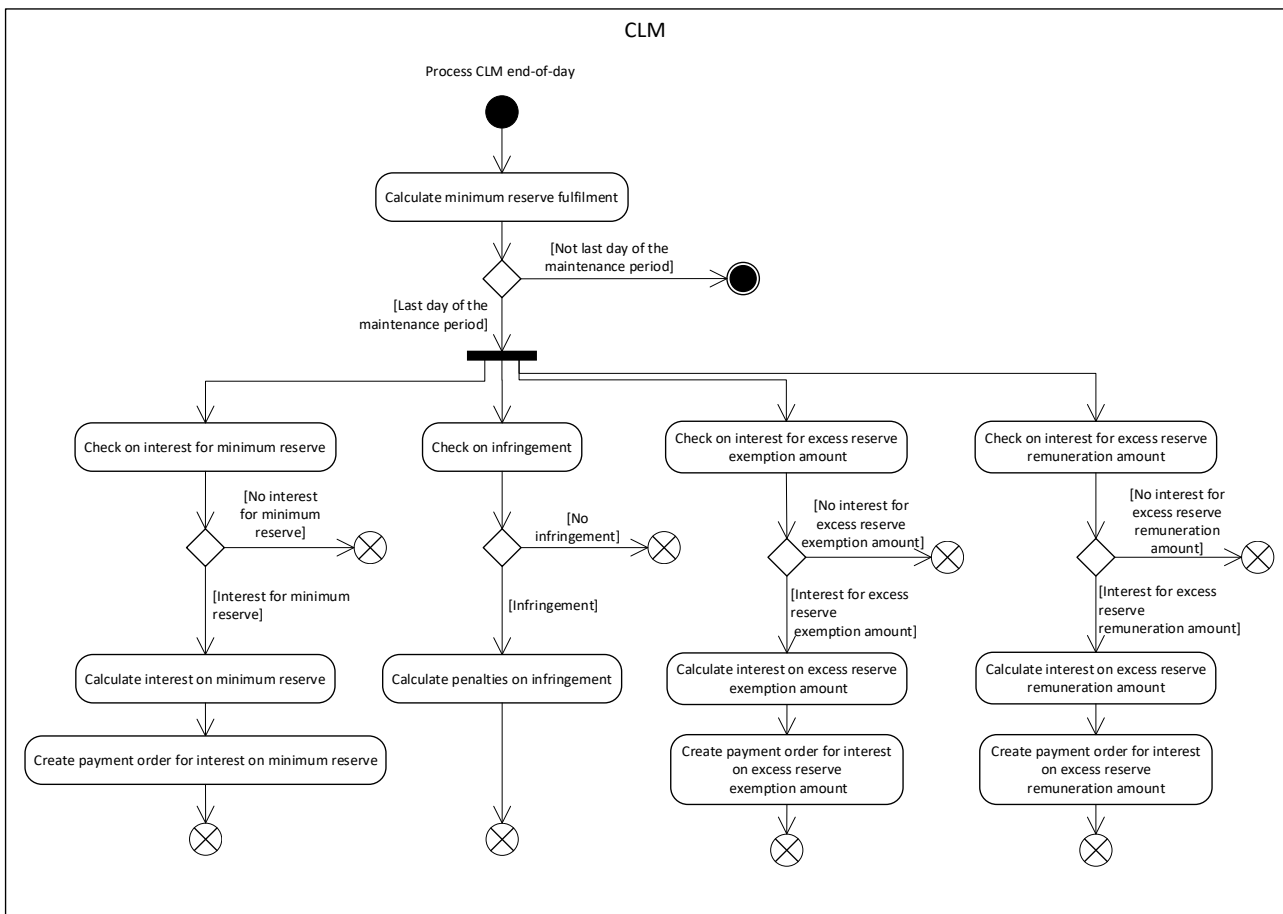 CLM
Process CLM end-of-day
Calculate minimum reserve fulfilment
[Not last day of the
maintenance period]
[Last day of the
maintenance period]
Check on interest for minimum reserve
Check on infringement
Check on interest for excess reserve
exemption amount
Check on interest for excess reserve
remuneration amount
[No interest
for minimum
reserve]
[No
infringement]
[No interest for
excess reserve
exemption amount]
[No interest for
excess reserve
remuneration
amount]
[Interest for minimum
reserve]
[Infringement]
[Interest for excess
reserve
exemption amount]
[Interest for excess
reserve
remuneration amount]
Calculate interest on minimum reserve
Calculate penalties on infringement
Calculate interest on excess reserve
exemption amount
Calculate interest on excess reserve
remuneration amount
Create payment order for interest on minimum reserve
Create payment order for interest
on excess reserve
exemption amount
Create payment order for interest
on excess reserve
remuneration amount